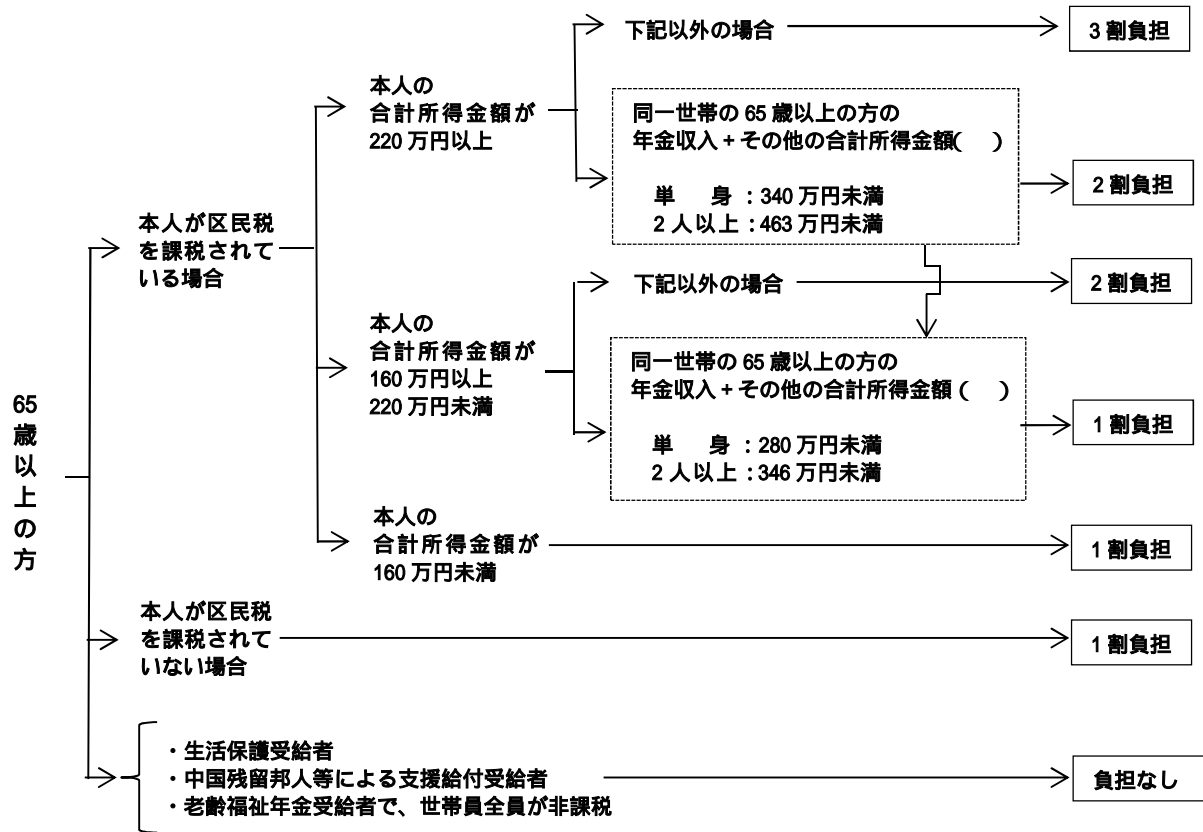 65歳以上の方
本人が区民税
を課税されて
いる場合
本人の
合計所得金額が
220万円以上
下記以外の場合
3割負担
同一世帯の65歳以上の方の
年金収入+その他の合計所得金額(　)
単　身：340万円未満
2人以上：463万円未満
2割負担
本人の
合計所得金額が
160万円以上
220万円未満
下記以外の場合
2割負担
同一世帯の65歳以上の方の
年金収入+その他の合計所得金額(　)
単　身：280万円未満
2人以上：346万円未満
1割負担
本人の
合計所得金額が
160万円未満
1割負担
本人が区民税
を課税されて
いない場合
1割負担
・生活保護受給者
・中国残留邦人等による支援給付受給者
・老齢福祉年金受給者で、世帯員全員が非課税
負担なし